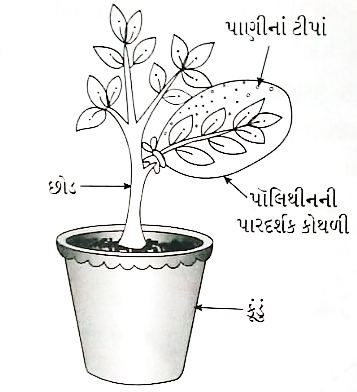 પાણીનાં ટીપાં
છોડ
પૉલિથીનની
પારદર્શક કોથળી
કૂંડું